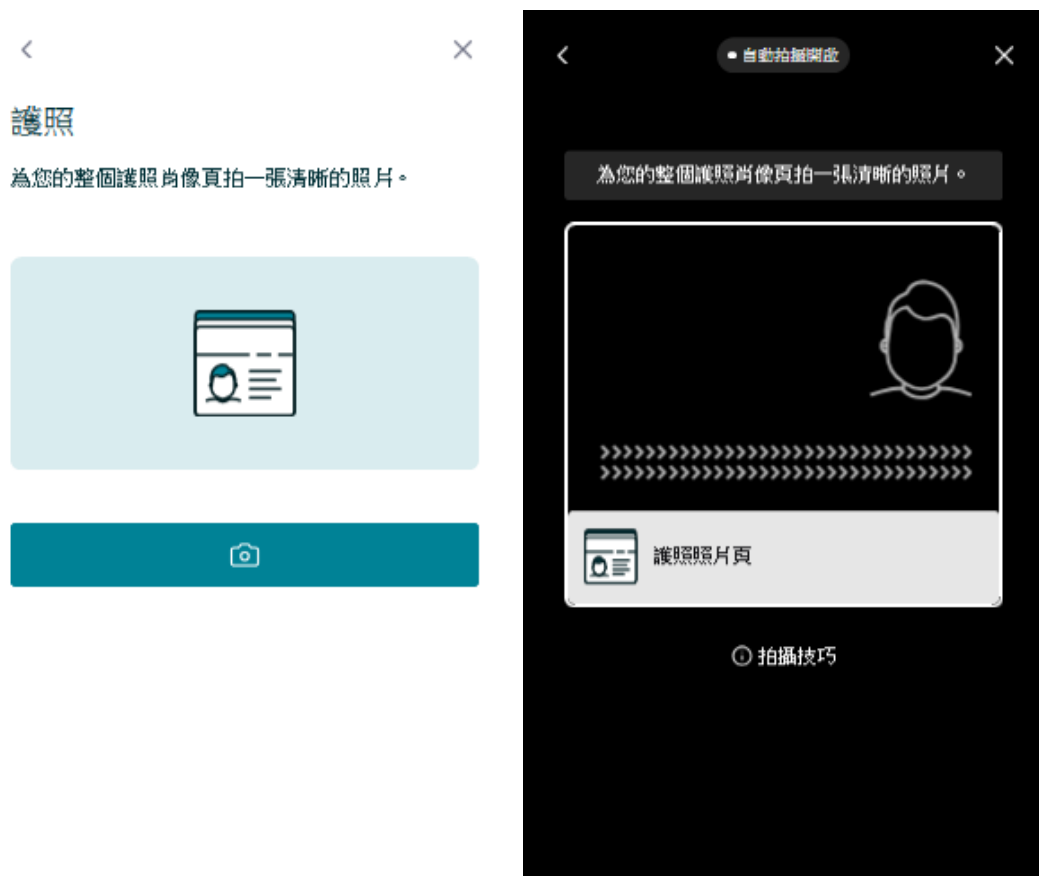 護照
為您的整個護照肖像頁拍一張清晰的照片。
自動拍攝開啟
為您的整個護照肖像頁拍一張清晰的照片。
護照照片頁
拍攝技巧